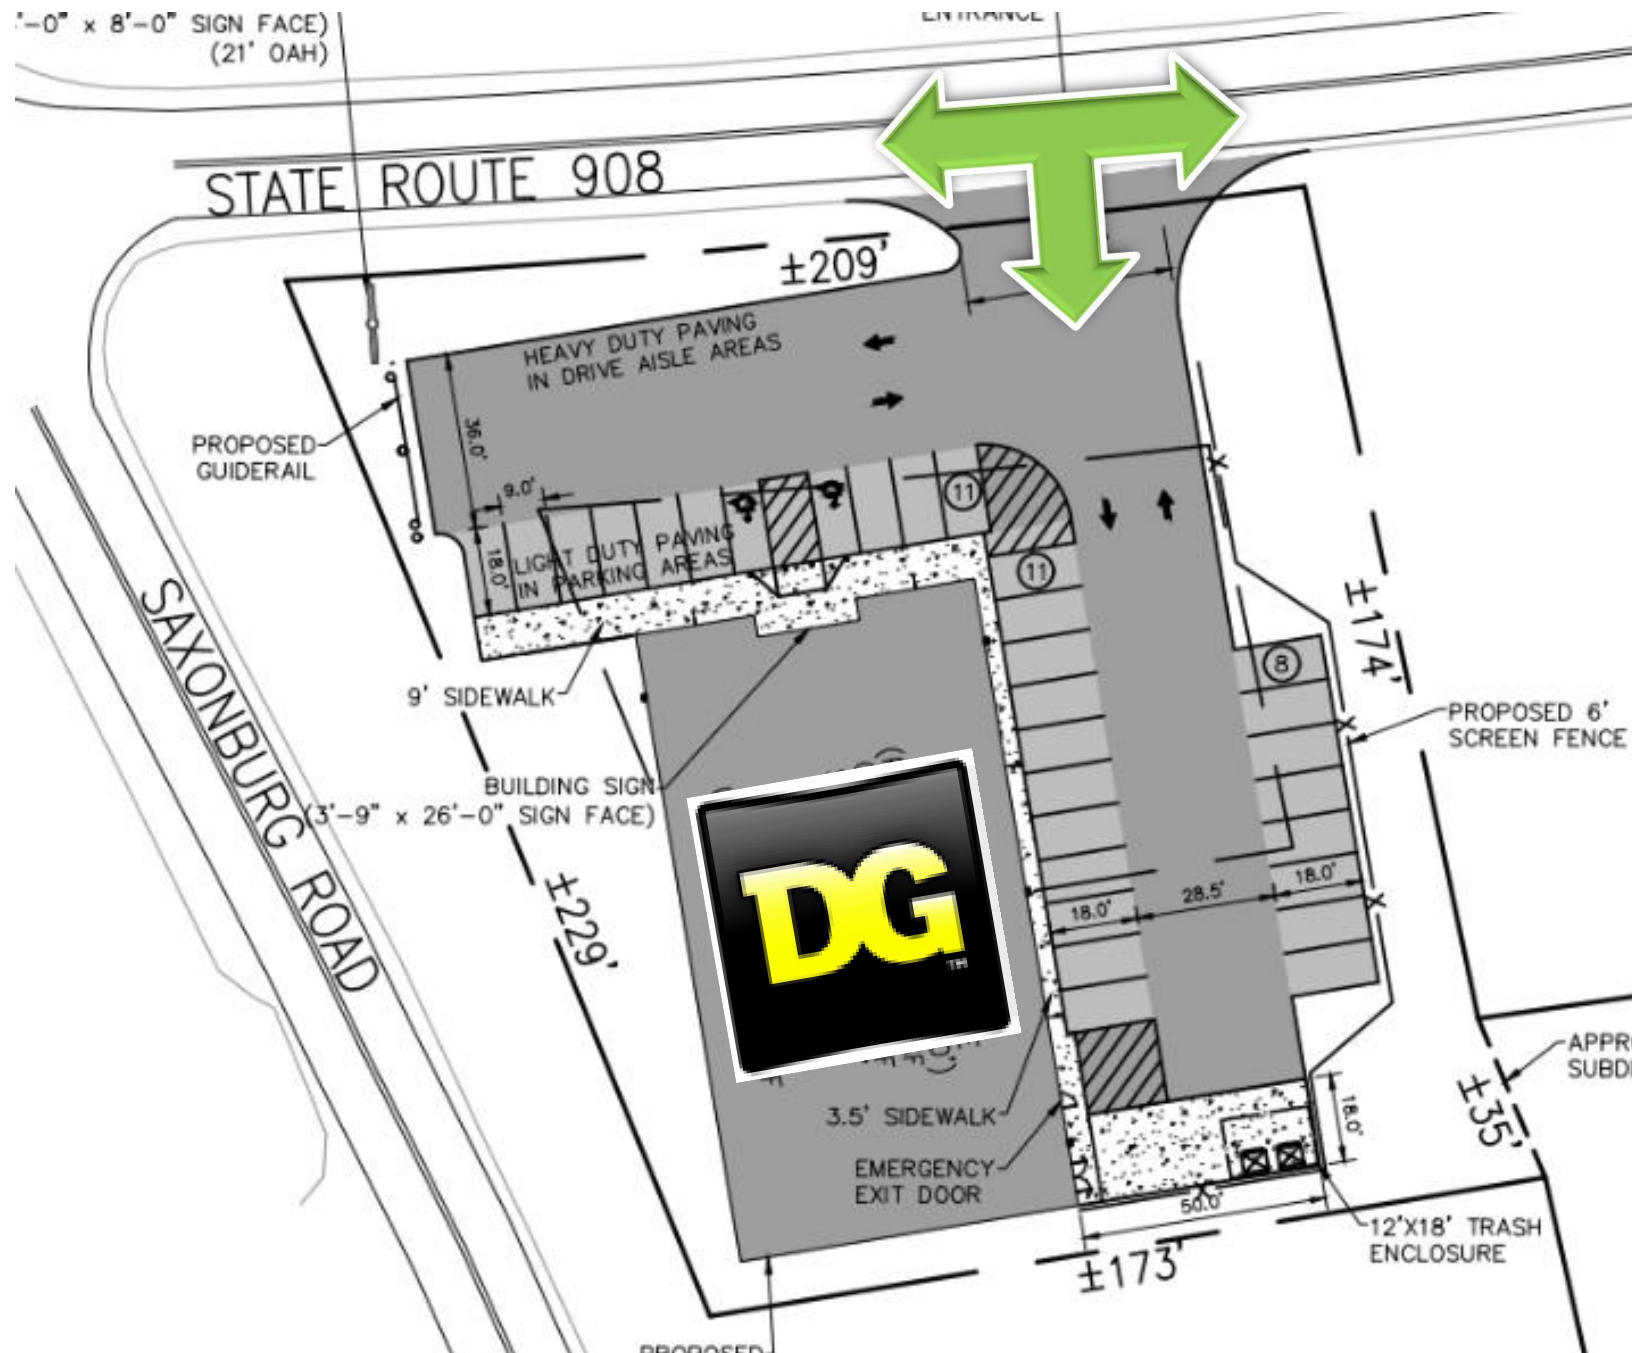 '-0" x 8'-0" SIGN FACE)
(21' OAH)
ENTRANCE
STATE ROUTE 908
±209'
HEAVY DUTY PAVING
IN DRIVE AISLE AREAS
PROPOSED
GUIDERAIL
36.0'
9.0'
11
18.0'
LIGHT DUTY PAVING
IN PARKING AREAS
11
±174'
8
SAXONBURG ROAD
9' SIDEWALK
PROPOSED 6'
SCREEN FENCE
BUILDING SIGN
(3'-9" x 26'-0" SIGN FACE)
DG
TM
±229'
18.0'
28.5'
18.0'
3.5' SIDEWALK
EMERGENCY
EXIT DOOR
18.0'
±35'
50.0'
±173'
12'X18' TRASH
ENCLOSURE
PROPOSED